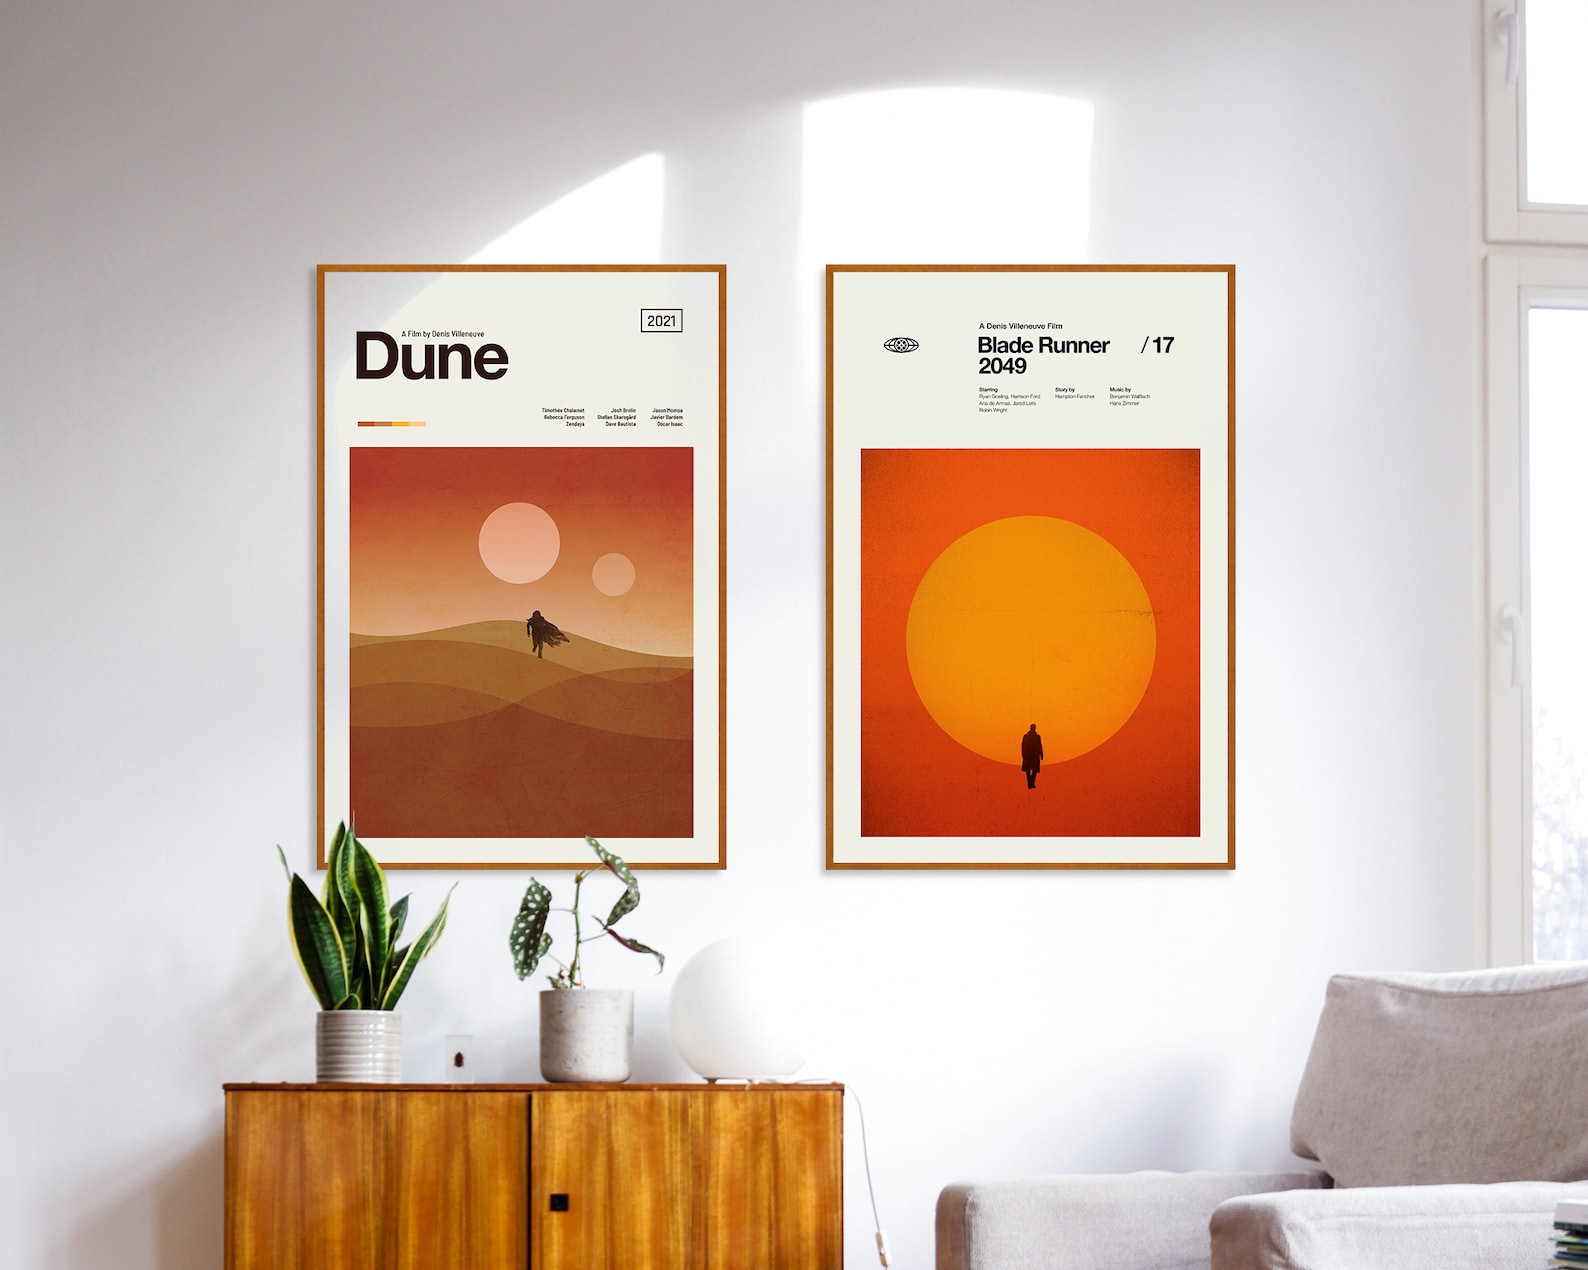 A Film by Denis Villeneuve
Dune
2021
Timothée Chalamet
Rebecca Ferguson
Zendaya
Josh Brolin
Stellan Skarsgård
Dave Bautista
Jason Momoa
Javier Bardem
Oscar Isaac
A Denis Villeneuve Film
Blade Runner
2049
/ 17
Starring
Ryan Gosling, Harrison Ford
Ana de Armas, Jared Leto
Robin Wright
Story by
Hampton Fancher
Music by
Benjamin Wallfisch
Hans Zimmer